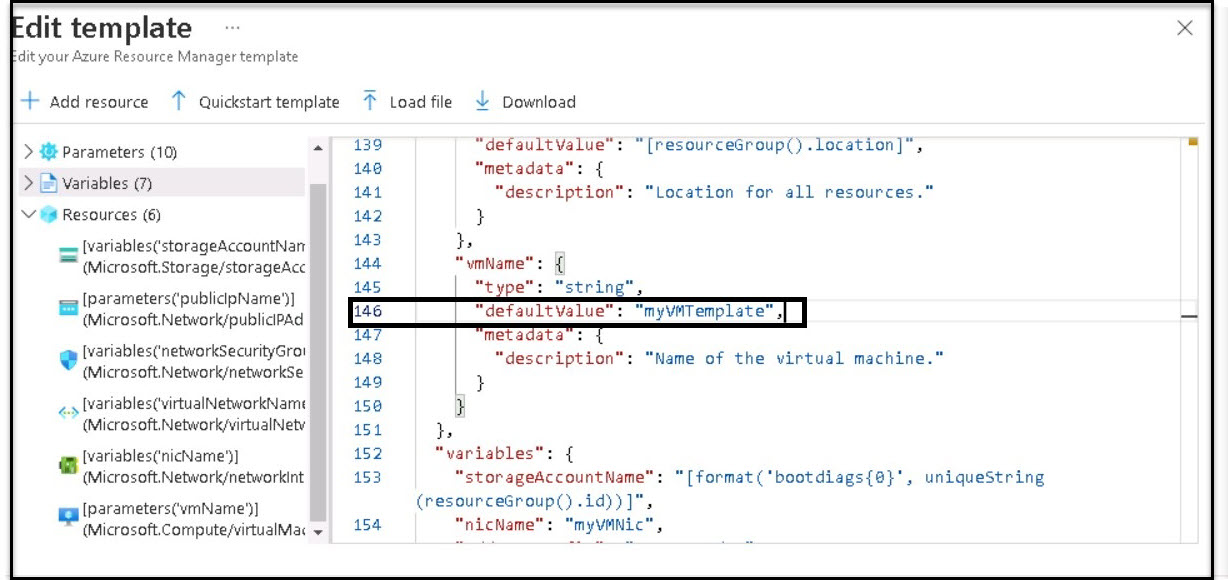 Edit template ...
Edit your Azure Resource Manager template
Add resource Quickstart template Load file Download
Parameters (10)
Variables (7)
Resources (6)
[variables('storageAccountNam
(Microsoft.Storage/storageAcc
[parameters('publicIpName')]
(Microsoft.Network/publicIPAd
[variables('networkSecurityGrou
(Microsoft.Network/networkSe
[variables('virtualNetworkName
(Microsoft.Network/virtualNetw
[variables('nicName')]
(Microsoft.Network/networkInt
[parameters('vmName')]
(Microsoft.Compute/virtualMac
139 "defaultValue": "[resourceGroup().location]",
140 "metadata": {
141 "description": "Location for all resources."
142 }
143 },
144 "vmName": {
145 "type": "string",
146 "defaultValue": "myVMTemplate",
147 "metadata": {
148 "description": "Name of the virtual machine."
149 }
150 }
151 },
152 "variables": {
153 "storageAccountName": "[format('bootdiags{0}', uniqueString
(resourceGroup().id))]",
154 "nicName": "myVMNic",